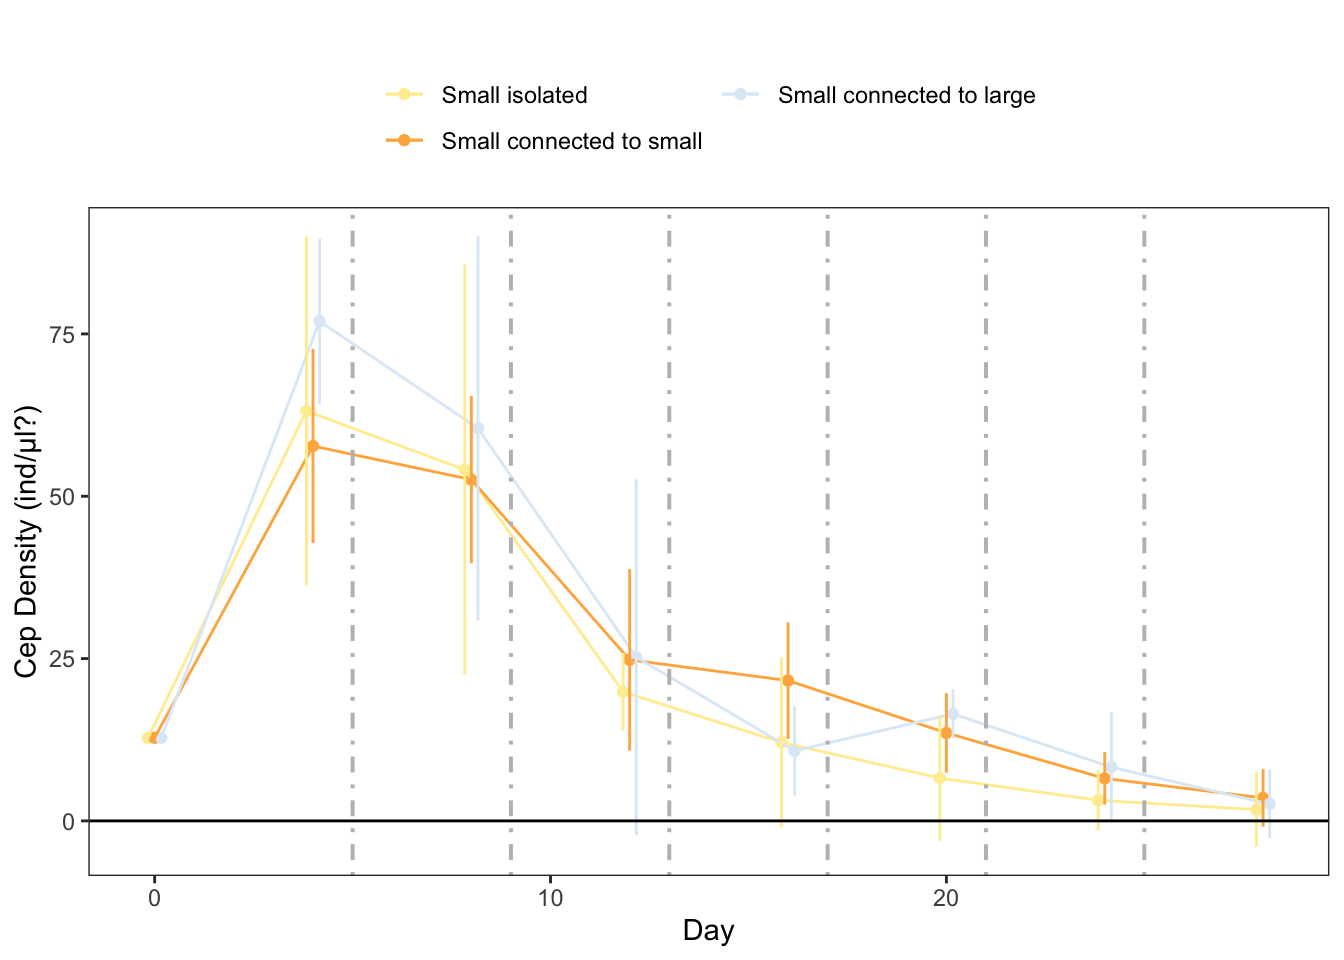 Small isolated
Small connected to large
Small connected to small
Cep Density (ind/μl?)
75
50
25
0
0
10
20
Day